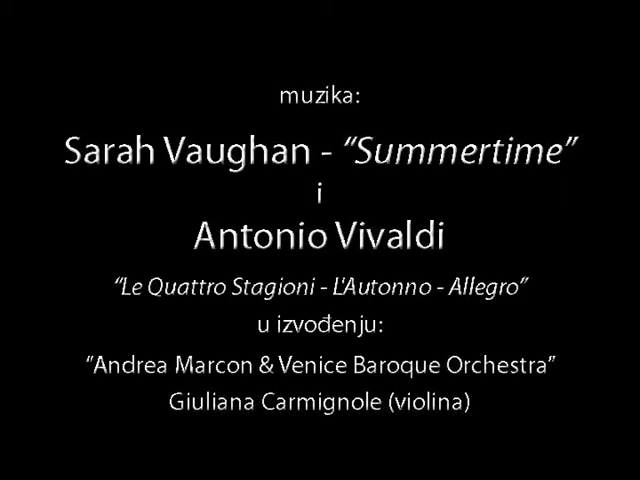 muzika:
Sarah Vaughan - “Summertime”
i
Antonio Vivaldi
“Le Quattro Stagioni - L'Autonno - Allegro”
u izvođenju:
“Andrea Marcon & Venice Baroque Orchestra”
Giuliana Carmignole (violina)